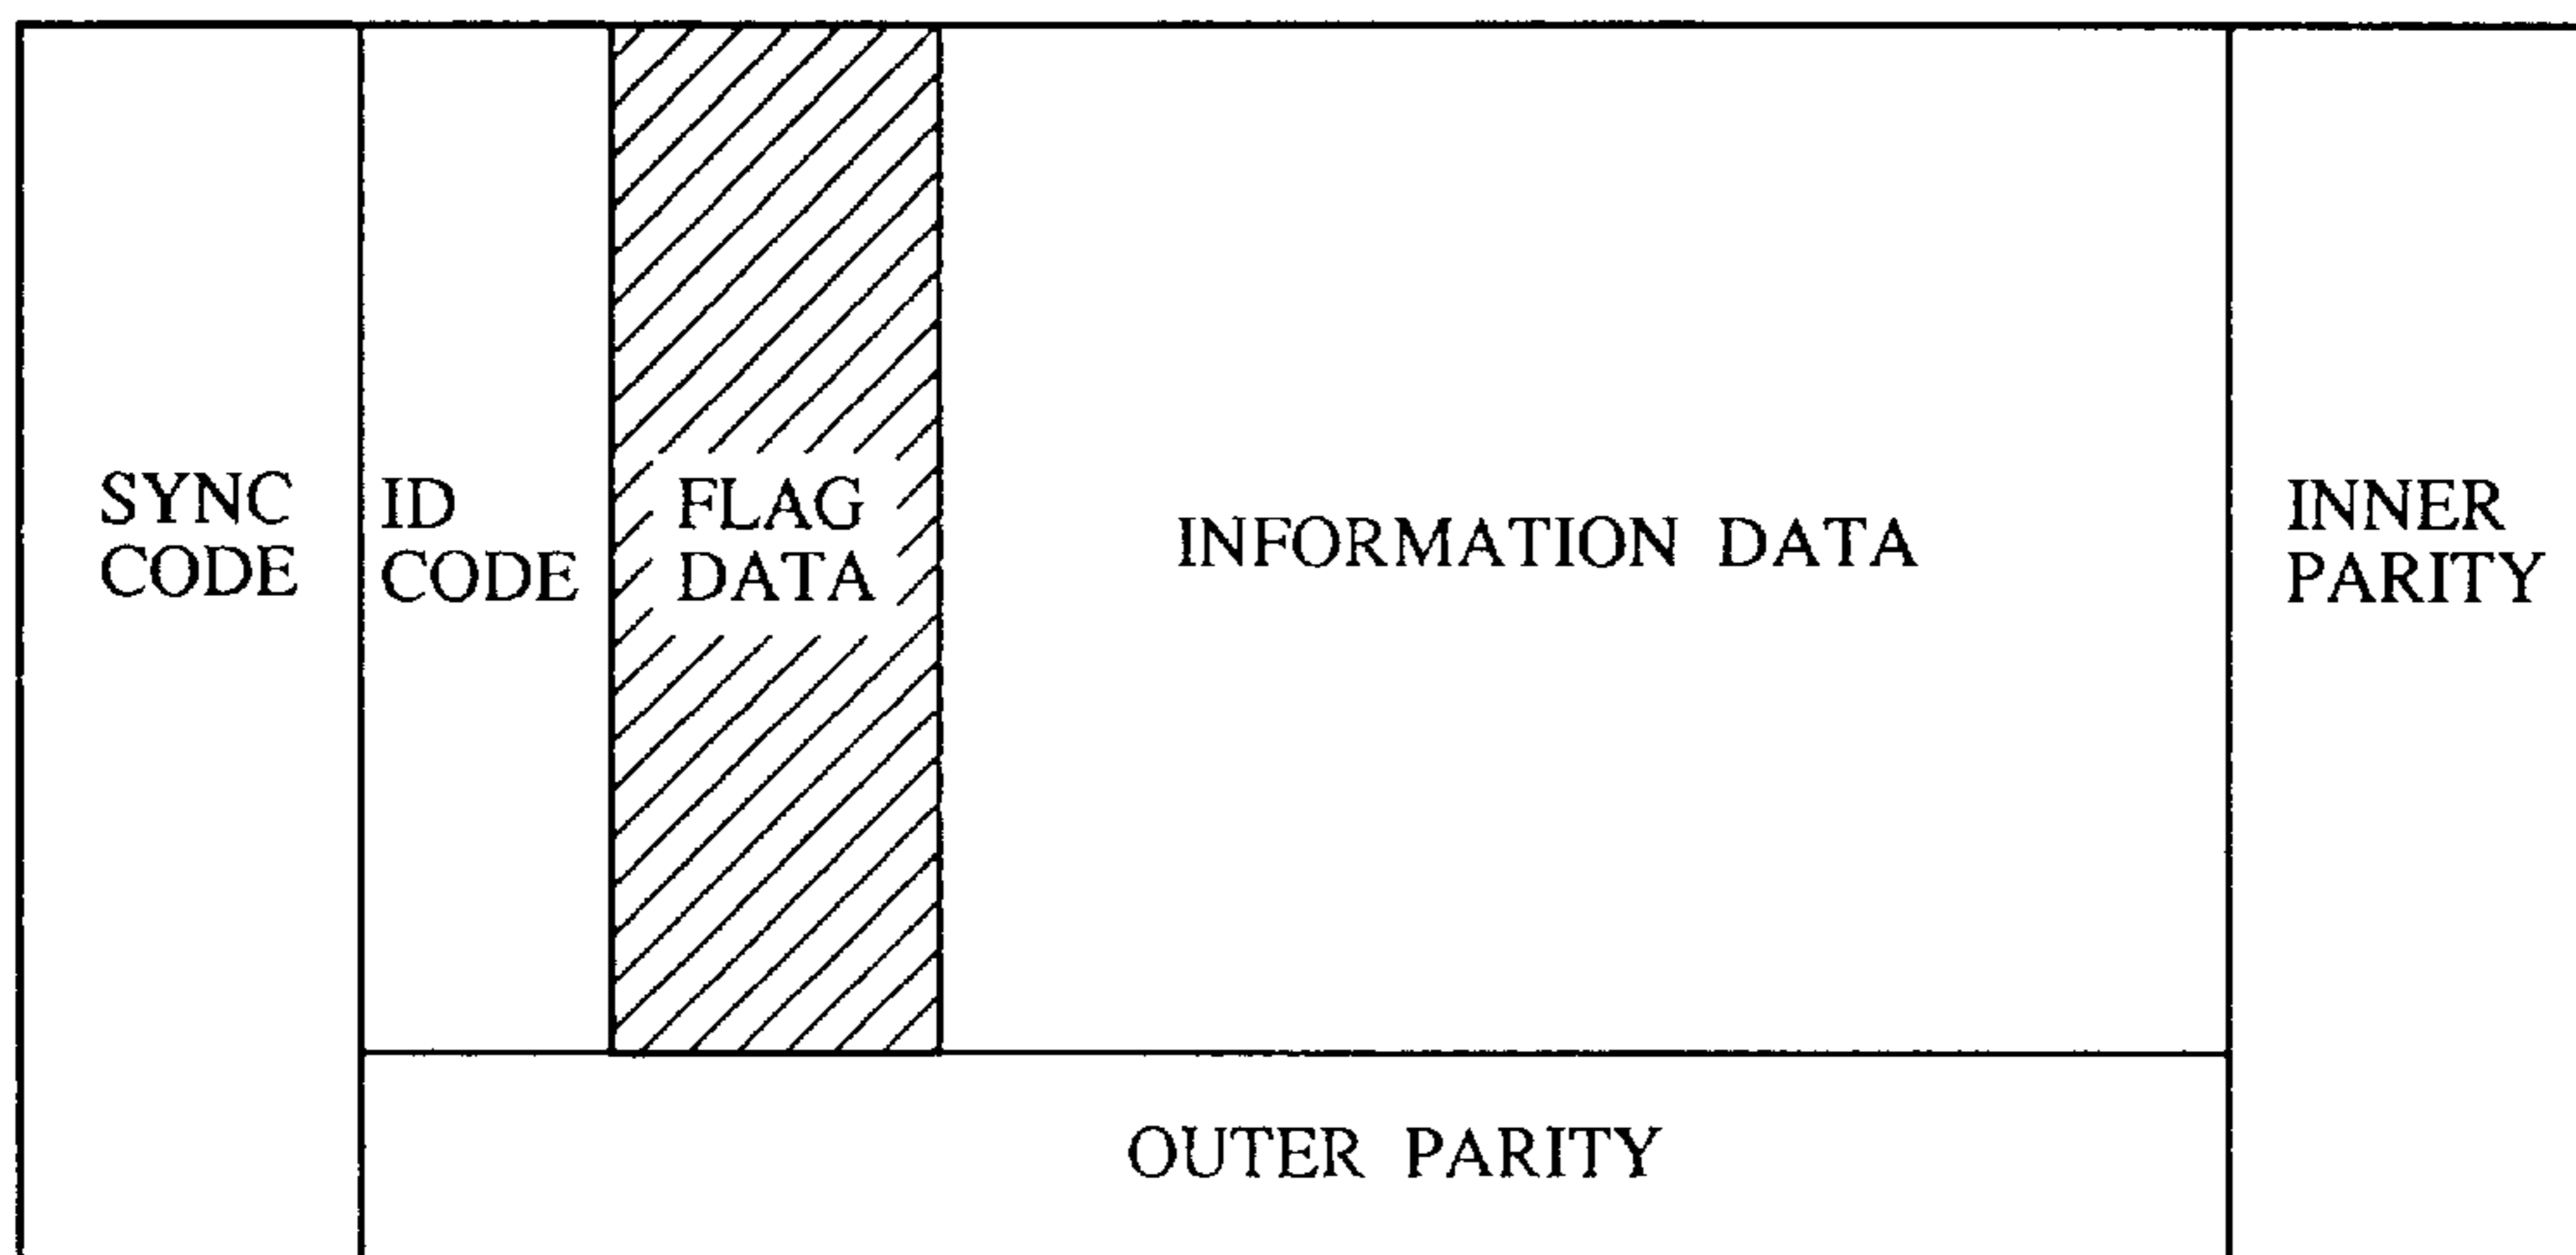 SYNC
CODE
ID
CODE
FLAG
DATA
INFORMATION DATA
INNER
PARITY
OUTER PARITY